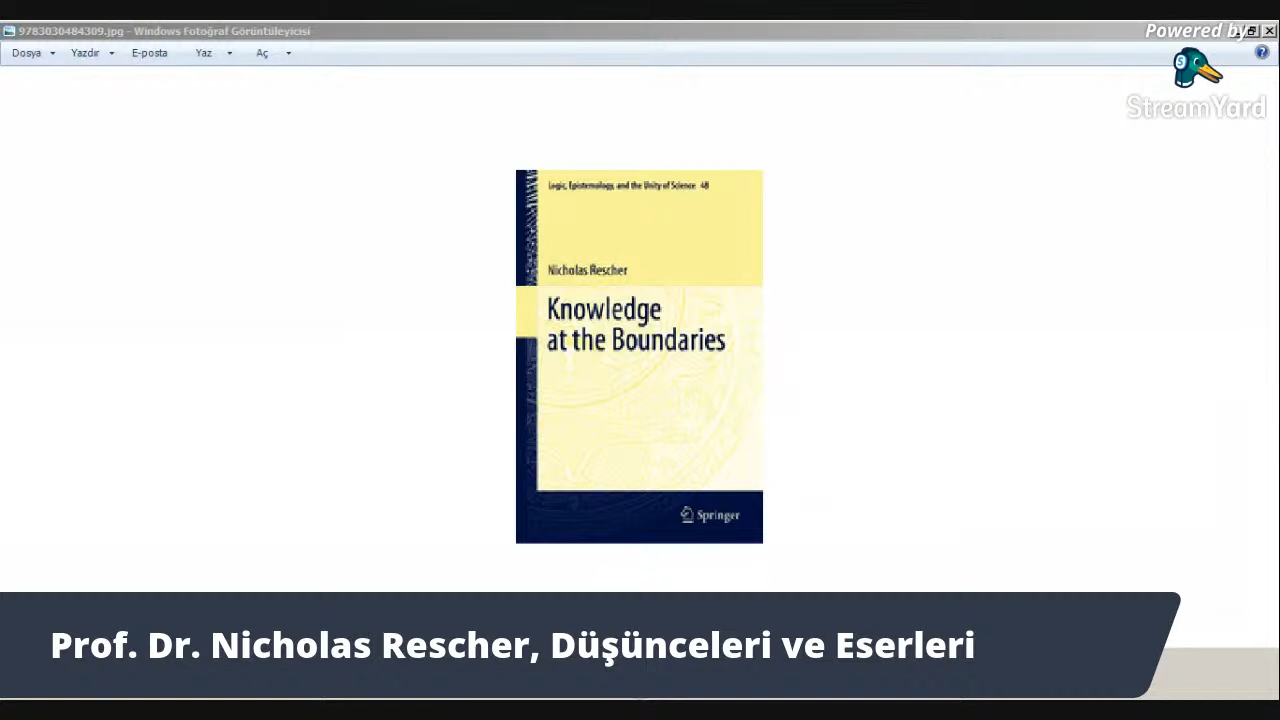 9783030484309.jpg - Windows Fotoğraf Görüntüleyicisi
Powered by
Dosya Yazdır E-posta Yaz Aç
StreamYard
Logic, Epistemology, and the Unity of Science 48
Nicholas Rescher
Knowledge
at the Boundaries
Springer
Prof. Dr. Nicholas Rescher, Düşünceleri ve Eserleri